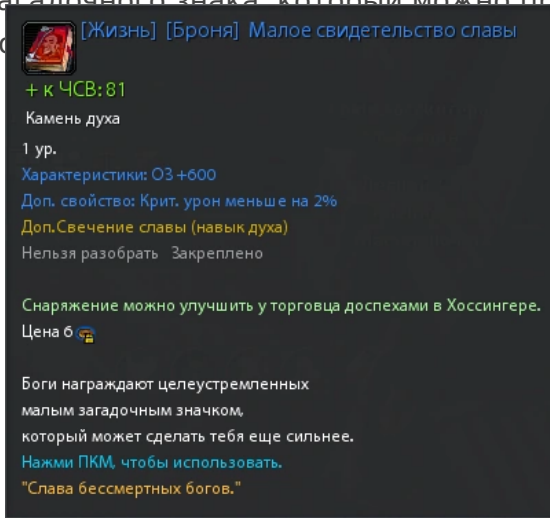 который можно
[Жизнь] [Броня] Малое свидетельство славы
+ к ЧСВ: 81
Камень духа
1 ур.
Характеристики: ОЗ +600
Доп. свойство: Крит. урон меньше на 2%
Доп.Свечение славы (навык духа)
Нельзя разобрать Закреплено
Снаряжение можно улучшить у торговца доспехами в Хоссингере.
Цена 6
Боги награждают целеустремленных
малым загадочным значком,
который может сделать тебя еще сильнее.
Нажми ПКМ, чтобы использовать.
"Слава бессмертных богов."